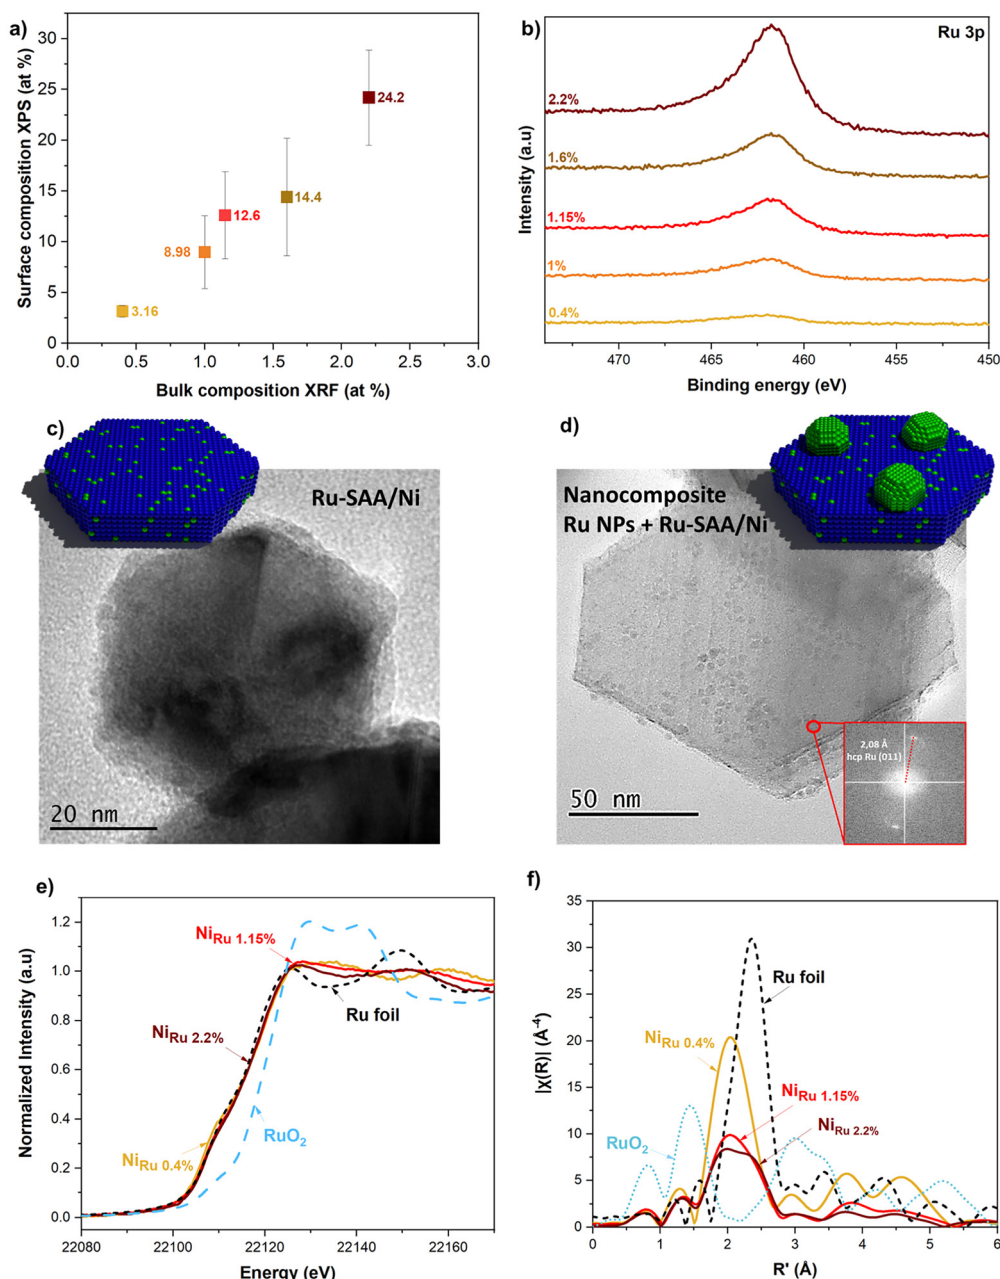 a)
30
25
20
15
10
5
0
0.0 0.5 1.0 1.5 2.0 2.5 3.0
Surface composition XPS (at %)
Bulk composition XRF (at %)
24.2
14.4
12.6
8.98
3.16
b)
Ru 3p
2.2%
1.6%
1.15%
1%
0.4%
Intensity (a.u)
470 465 460 455 450
Binding energy (eV)
c)
Ru-SAA/Ni
20 nm
d)
Nanocomposite
Ru NPs + Ru-SAA/Ni
2,08 Å
hcp Ru (011)
50 nm
e)
1.2
1.0
0.8
0.6
0.4
0.2
0.0
22080 22100 22120 22140 22160
Normalized Intensity (a.u)
Energy (eV)
NiRu 1.15%
Ru foil
NiRu 2.2%
NiRu 0.4%
RuO2
f)
35
30
25
20
15
10
5
0
0 1 2 3 4 5 6
|χ(R)| (Å-4)
R' (Å)
Ru foil
NiRu 0.4%
NiRu 1.15%
NiRu 2.2%
RuO2